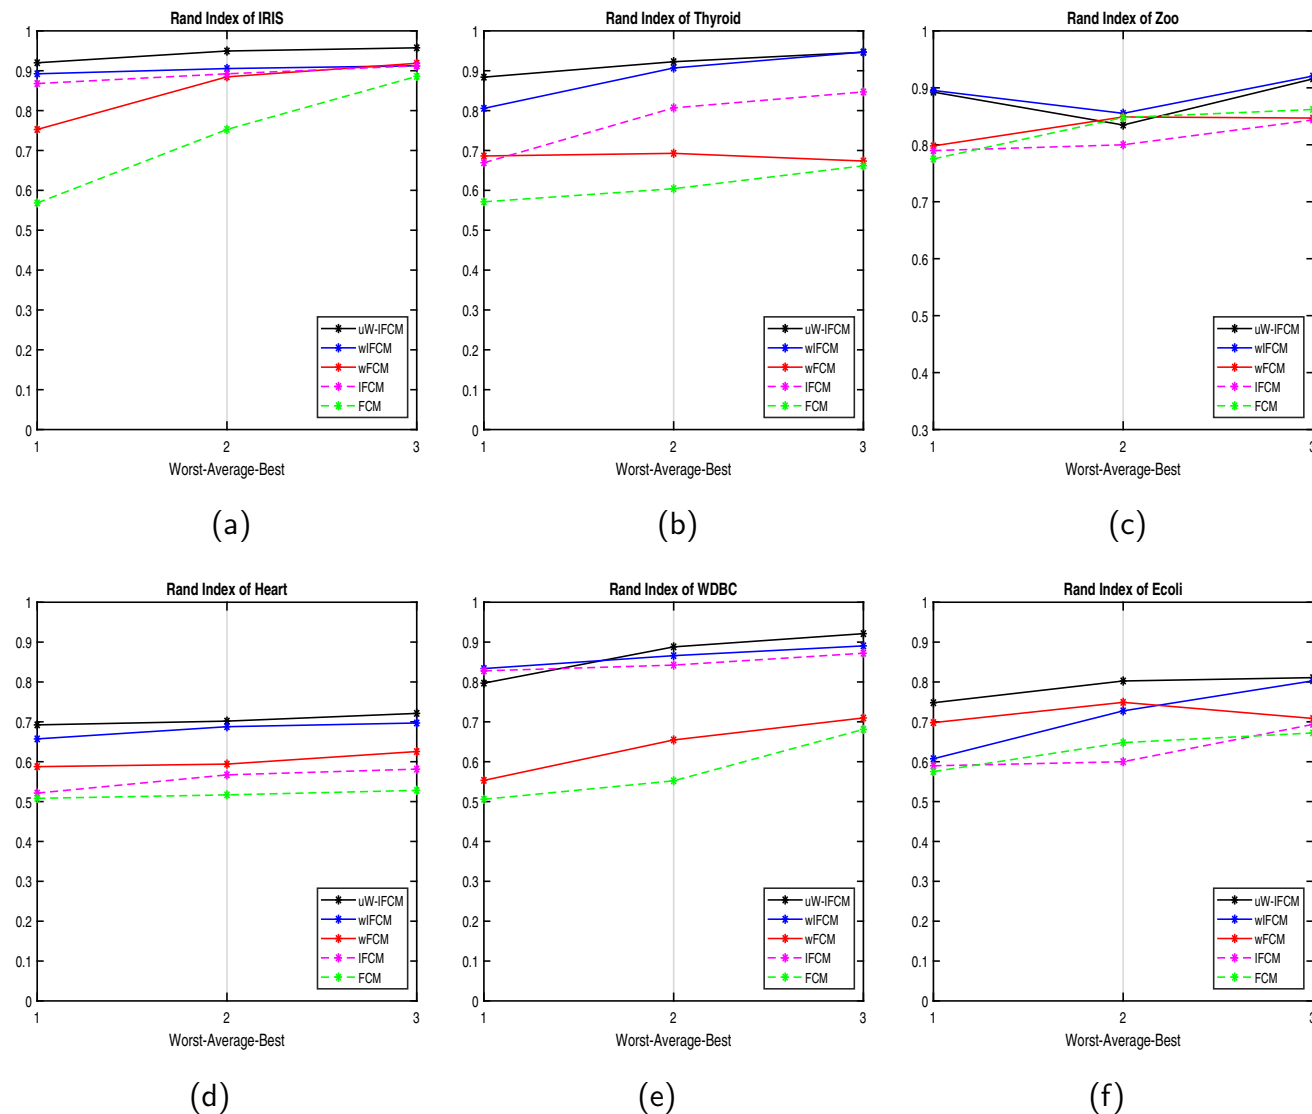 Rand Index of IRIS
1
0.9
0.8
0.7
0.6
0.5
0.4
0.3
0.2
0.1
0
uW-IFCM
wIFCM
wFCM
IFCM
FCM
1 2 3
Worst-Average-Best
(a)
Rand Index of Thyroid
1
0.9
0.8
0.7
0.6
0.5
0.4
0.3
0.2
0.1
0
uW-IFCM
wIFCM
wFCM
IFCM
FCM
1 2 3
Worst-Average-Best
(b)
Rand Index of Zoo
1
0.9
0.8
0.7
0.6
0.5
0.4
0.3
uW-IFCM
wIFCM
wFCM
IFCM
FCM
1 2 3
Worst-Average-Best
(c)
Rand Index of Heart
1
0.9
0.8
0.7
0.6
0.5
0.4
0.3
0.2
0.1
0
uW-IFCM
wIFCM
wFCM
IFCM
FCM
1 2 3
Worst-Average-Best
(d)
Rand Index of WDBC
1
0.9
0.8
0.7
0.6
0.5
0.4
0.3
0.2
0.1
0
uW-IFCM
wIFCM
wFCM
IFCM
FCM
1 2 3
Worst-Average-Best
(e)
Rand Index of Ecoli
1
0.9
0.8
0.7
0.6
0.5
0.4
0.3
0.2
0.1
0
uW-IFCM
wIFCM
wFCM
IFCM
FCM
1 2 3
Worst-Average-Best
(f)